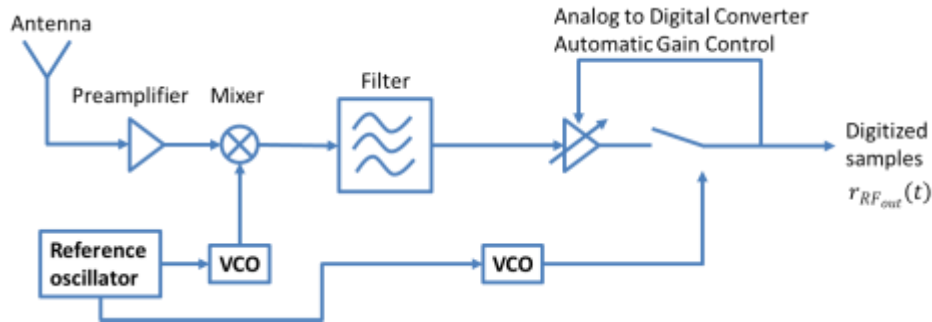 Antenna
Analog to Digital Converter
Automatic Gain Control
Preamplifier
Mixer
Filter
Digitized
samples
r_{RF_{out}}(t)
Reference
oscillator
VCO
VCO